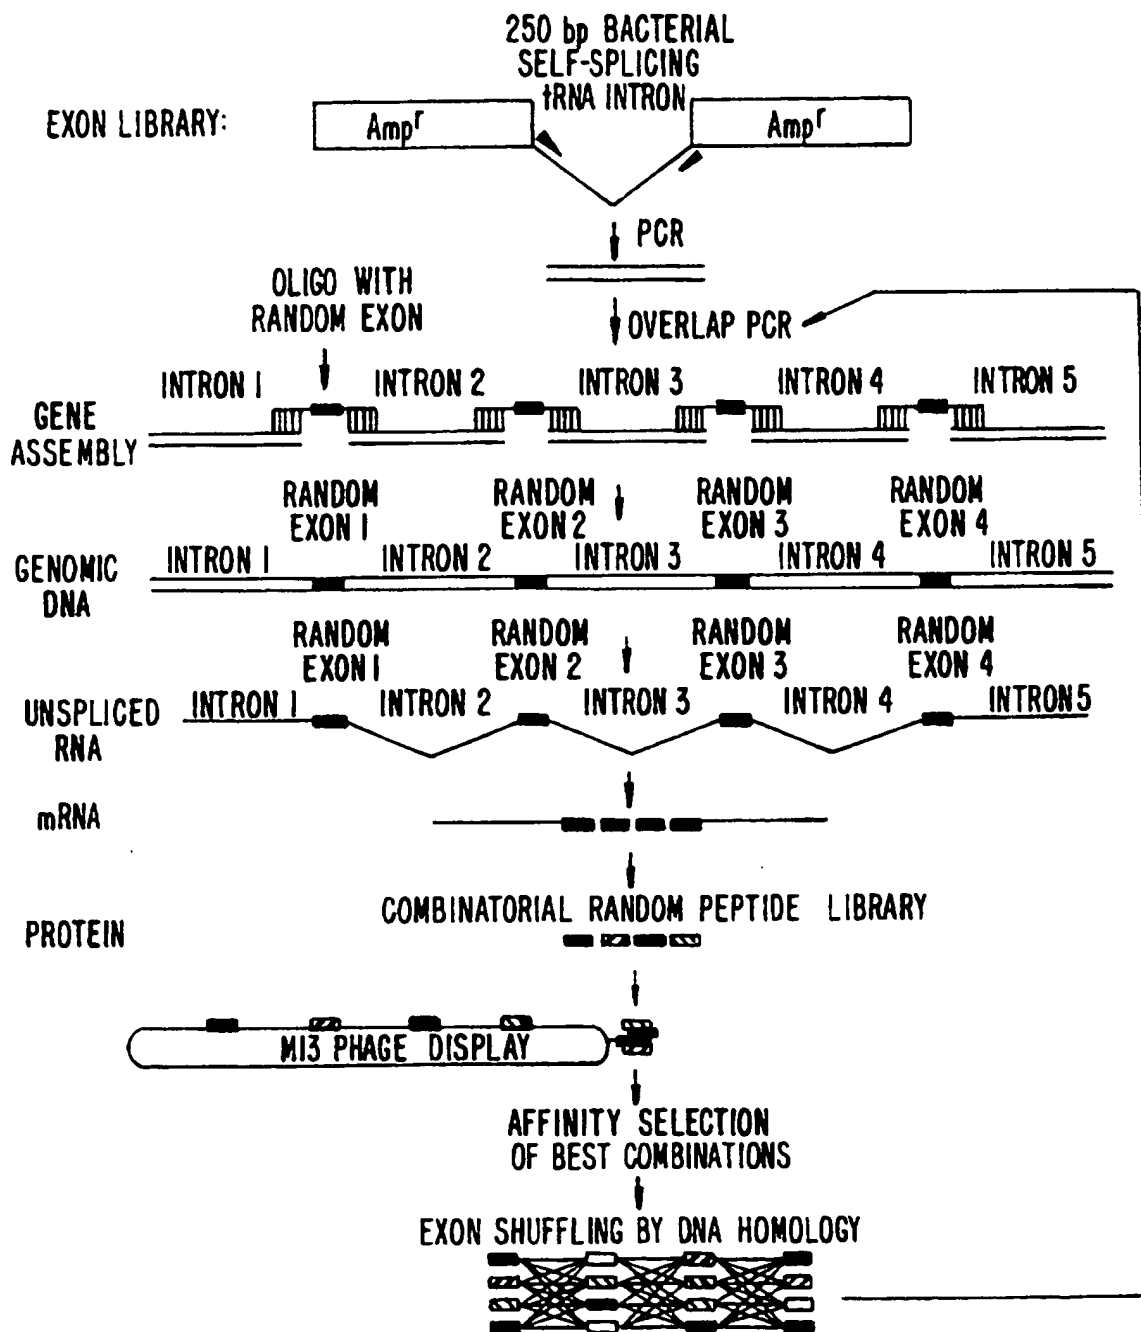 250 bp BACTERIAL
SELF-SPLICING
tRNA INTRON
EXON LIBRARY:
Ampʳ
Ampʳ
PCR
OLIGO WITH
RANDOM EXON
OVERLAP PCR
INTRON 1
INTRON 2
INTRON 3
INTRON 4
INTRON 5
GENE
ASSEMBLY
RANDOM
EXON 1
RANDOM
EXON 2
RANDOM
EXON 3
RANDOM
EXON 4
INTRON 1
INTRON 2
INTRON 3
INTRON 4
INTRON 5
GENOMIC
DNA
RANDOM
EXON 1
RANDOM
EXON 2
RANDOM
EXON 3
RANDOM
EXON 4
INTRON 1
INTRON 2
INTRON 3
INTRON 4
INTRON 5
UNSPLICED
RNA
mRNA
COMBINATORIAL RANDOM PEPTIDE LIBRARY
PROTEIN
M13 PHAGE DISPLAY
AFFINITY SELECTION
OF BEST COMBINATIONS
EXON SHUFFLING BY DNA HOMOLOGY